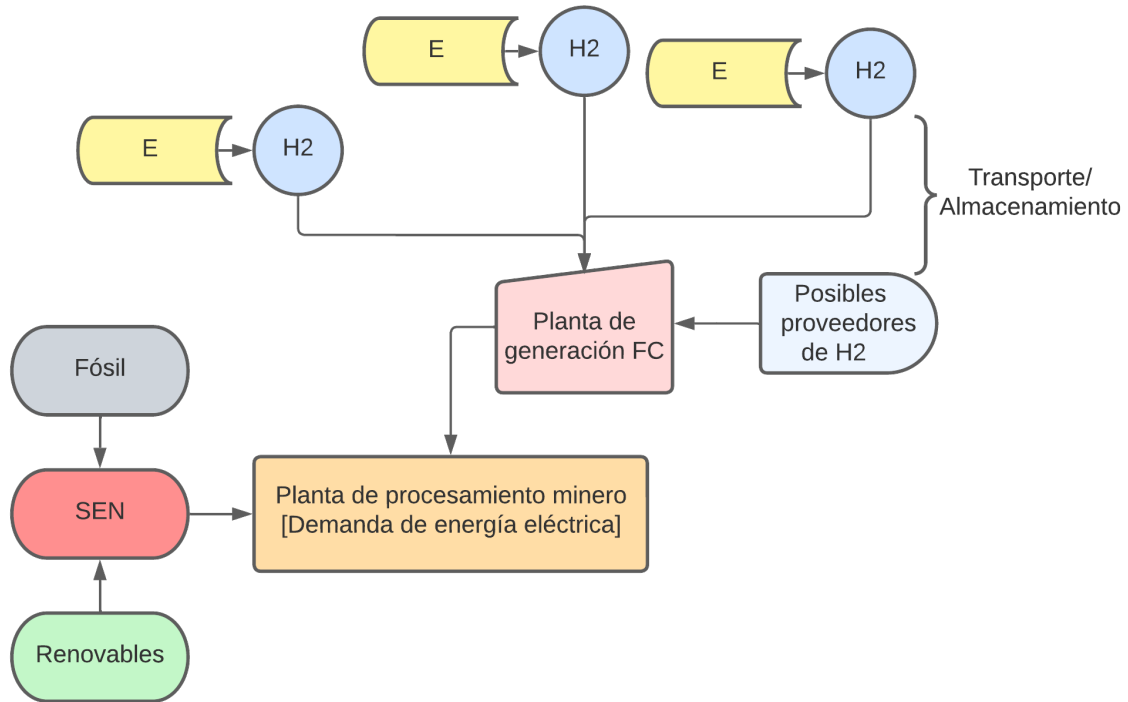 E
H2
E
H2
E
H2
Transporte/
Almacenamiento
Planta de
generación FC
Posibles
proveedores
de H2
Fósil
SEN
Planta de procesamiento minero
[Demanda de energía eléctrica]
Renovables